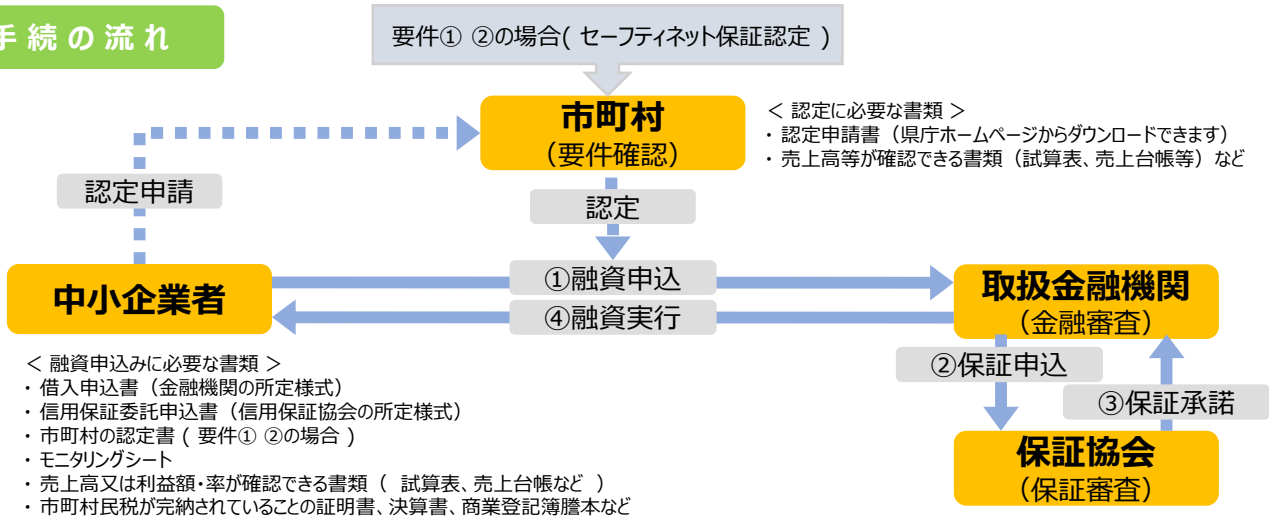 手続の流れ
要件① ②の場合( セーフティネット保証認定 )
市町村
（要件確認）
＜ 認定に必要な書類 ＞
・ 認定申請書（県庁ホームページからダウンロードできます）
・ 売上高等が確認できる書類（試算表、売上台帳等）など
認定申請
認定
中小企業者
①融資申込
④融資実行
取扱金融機関
（金融審査）
②保証申込
③保証承諾
保証協会
（保証審査）
＜ 融資申込みに必要な書類 ＞
・ 借入申込書（金融機関の所定様式）
・ 信用保証委託申込書（信用保証協会の所定様式）
・ 市町村の認定書 ( 要件① ②の場合 )
・ モニタリングシート
・ 売上高又は利益額・率が確認できる書類（ 試算表、売上台帳など ）
・ 市町村民税が完納されていることの証明書、決算書、商業登記簿謄本など